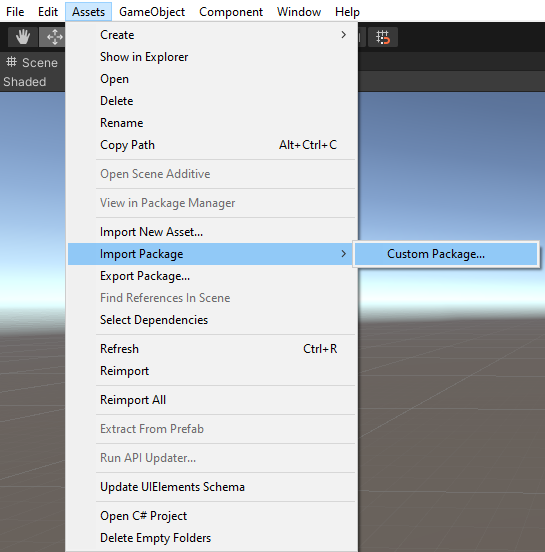 File Edit Assets GameObject Component Window Help
Scene
Shaded
Create
Show in Explorer
Open
Delete
Rename
Copy Path Alt+Ctrl+C
Open Scene Additive
View in Package Manager
Import New Asset...
Import Package
Custom Package...
Export Package...
Find References In Scene
Select Dependencies
Refresh Ctrl+R
Reimport
Reimport All
Extract From Prefab
Run API Updater...
Update UIElements Schema
Open C# Project
Delete Empty Folders